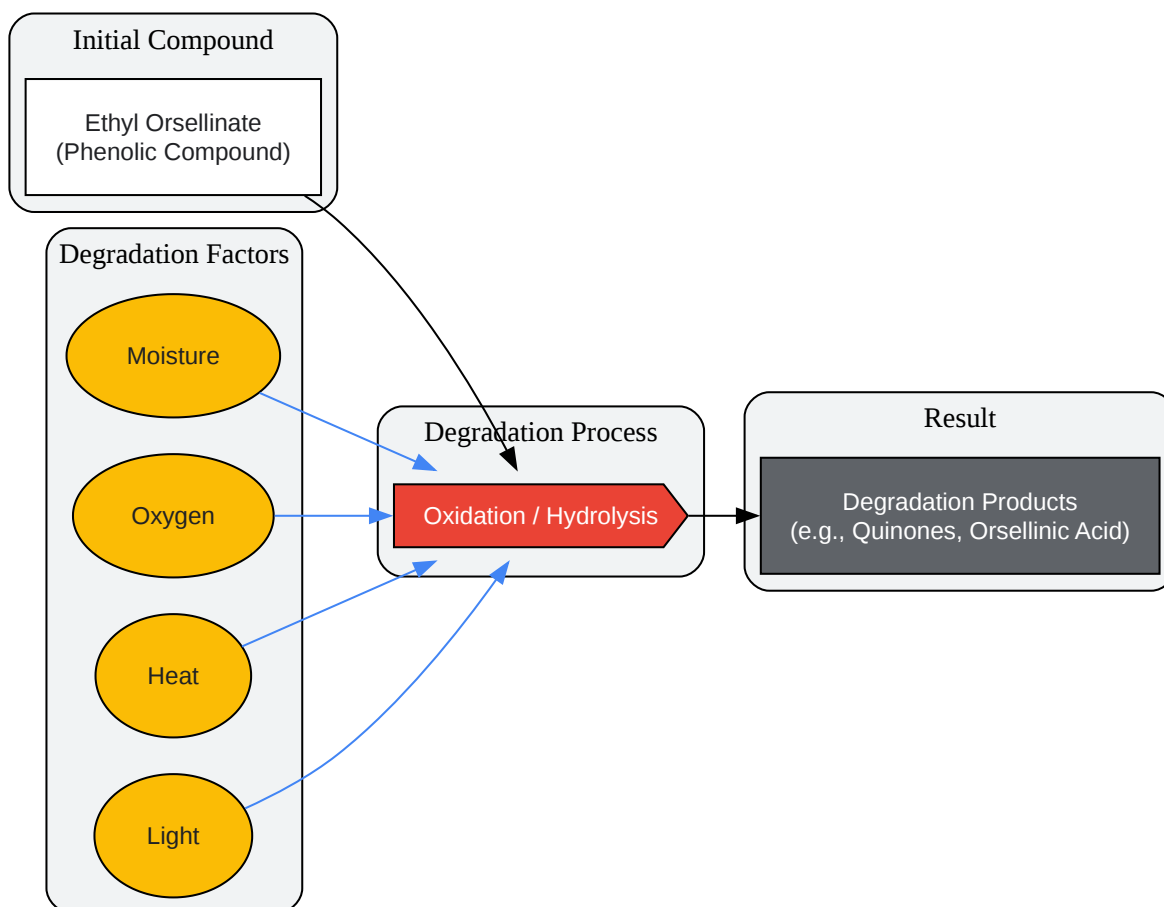 Initial Compound
Ethyl Orsellinate
(Phenolic Compound)
Degradation Factors
Moisture
Oxygen
Heat
Light
Degradation Process
Oxidation / Hydrolysis
Result
Degradation Products
(e.g., Quinones, Orsellinic Acid)